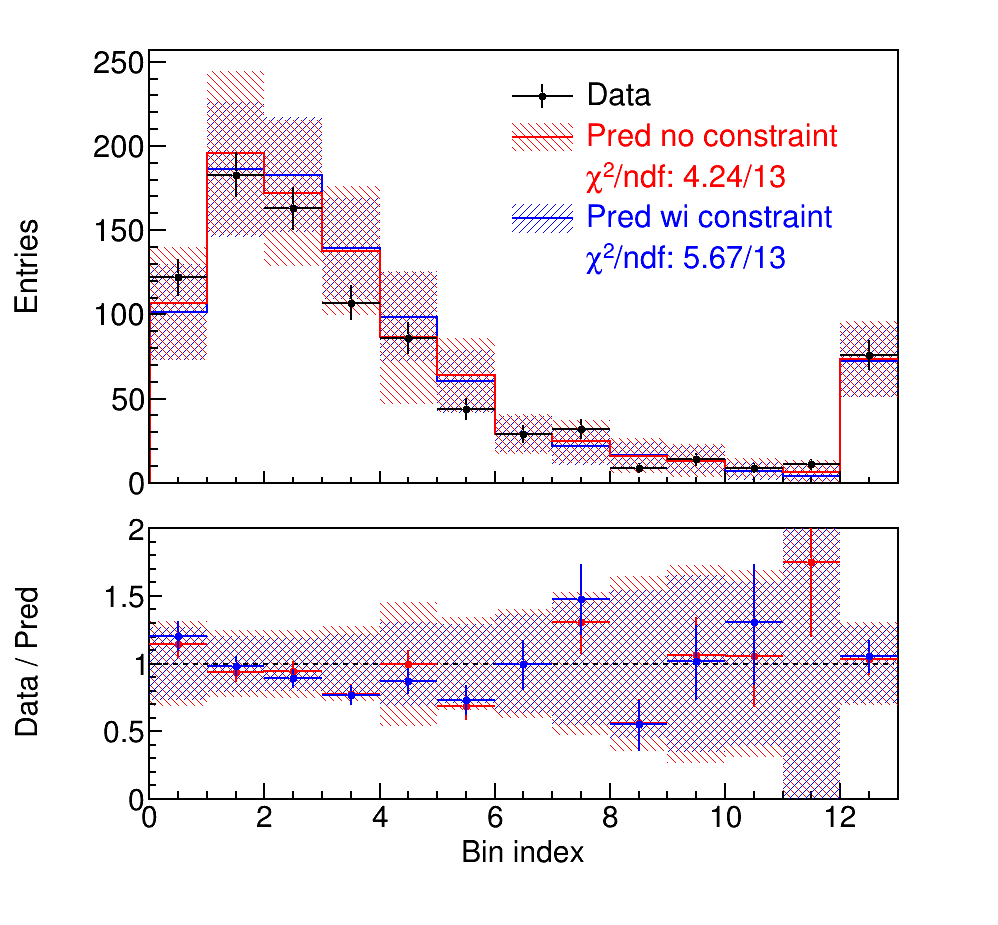 250
200
150
100
50
0
Entries
Data
Pred no constraint
χ²/ndf: 4.24/13
Pred wi constraint
χ²/ndf: 5.67/13
2
1.5
1
0.5
0
Data / Pred
0 2 4 6 8 10 12
Bin index